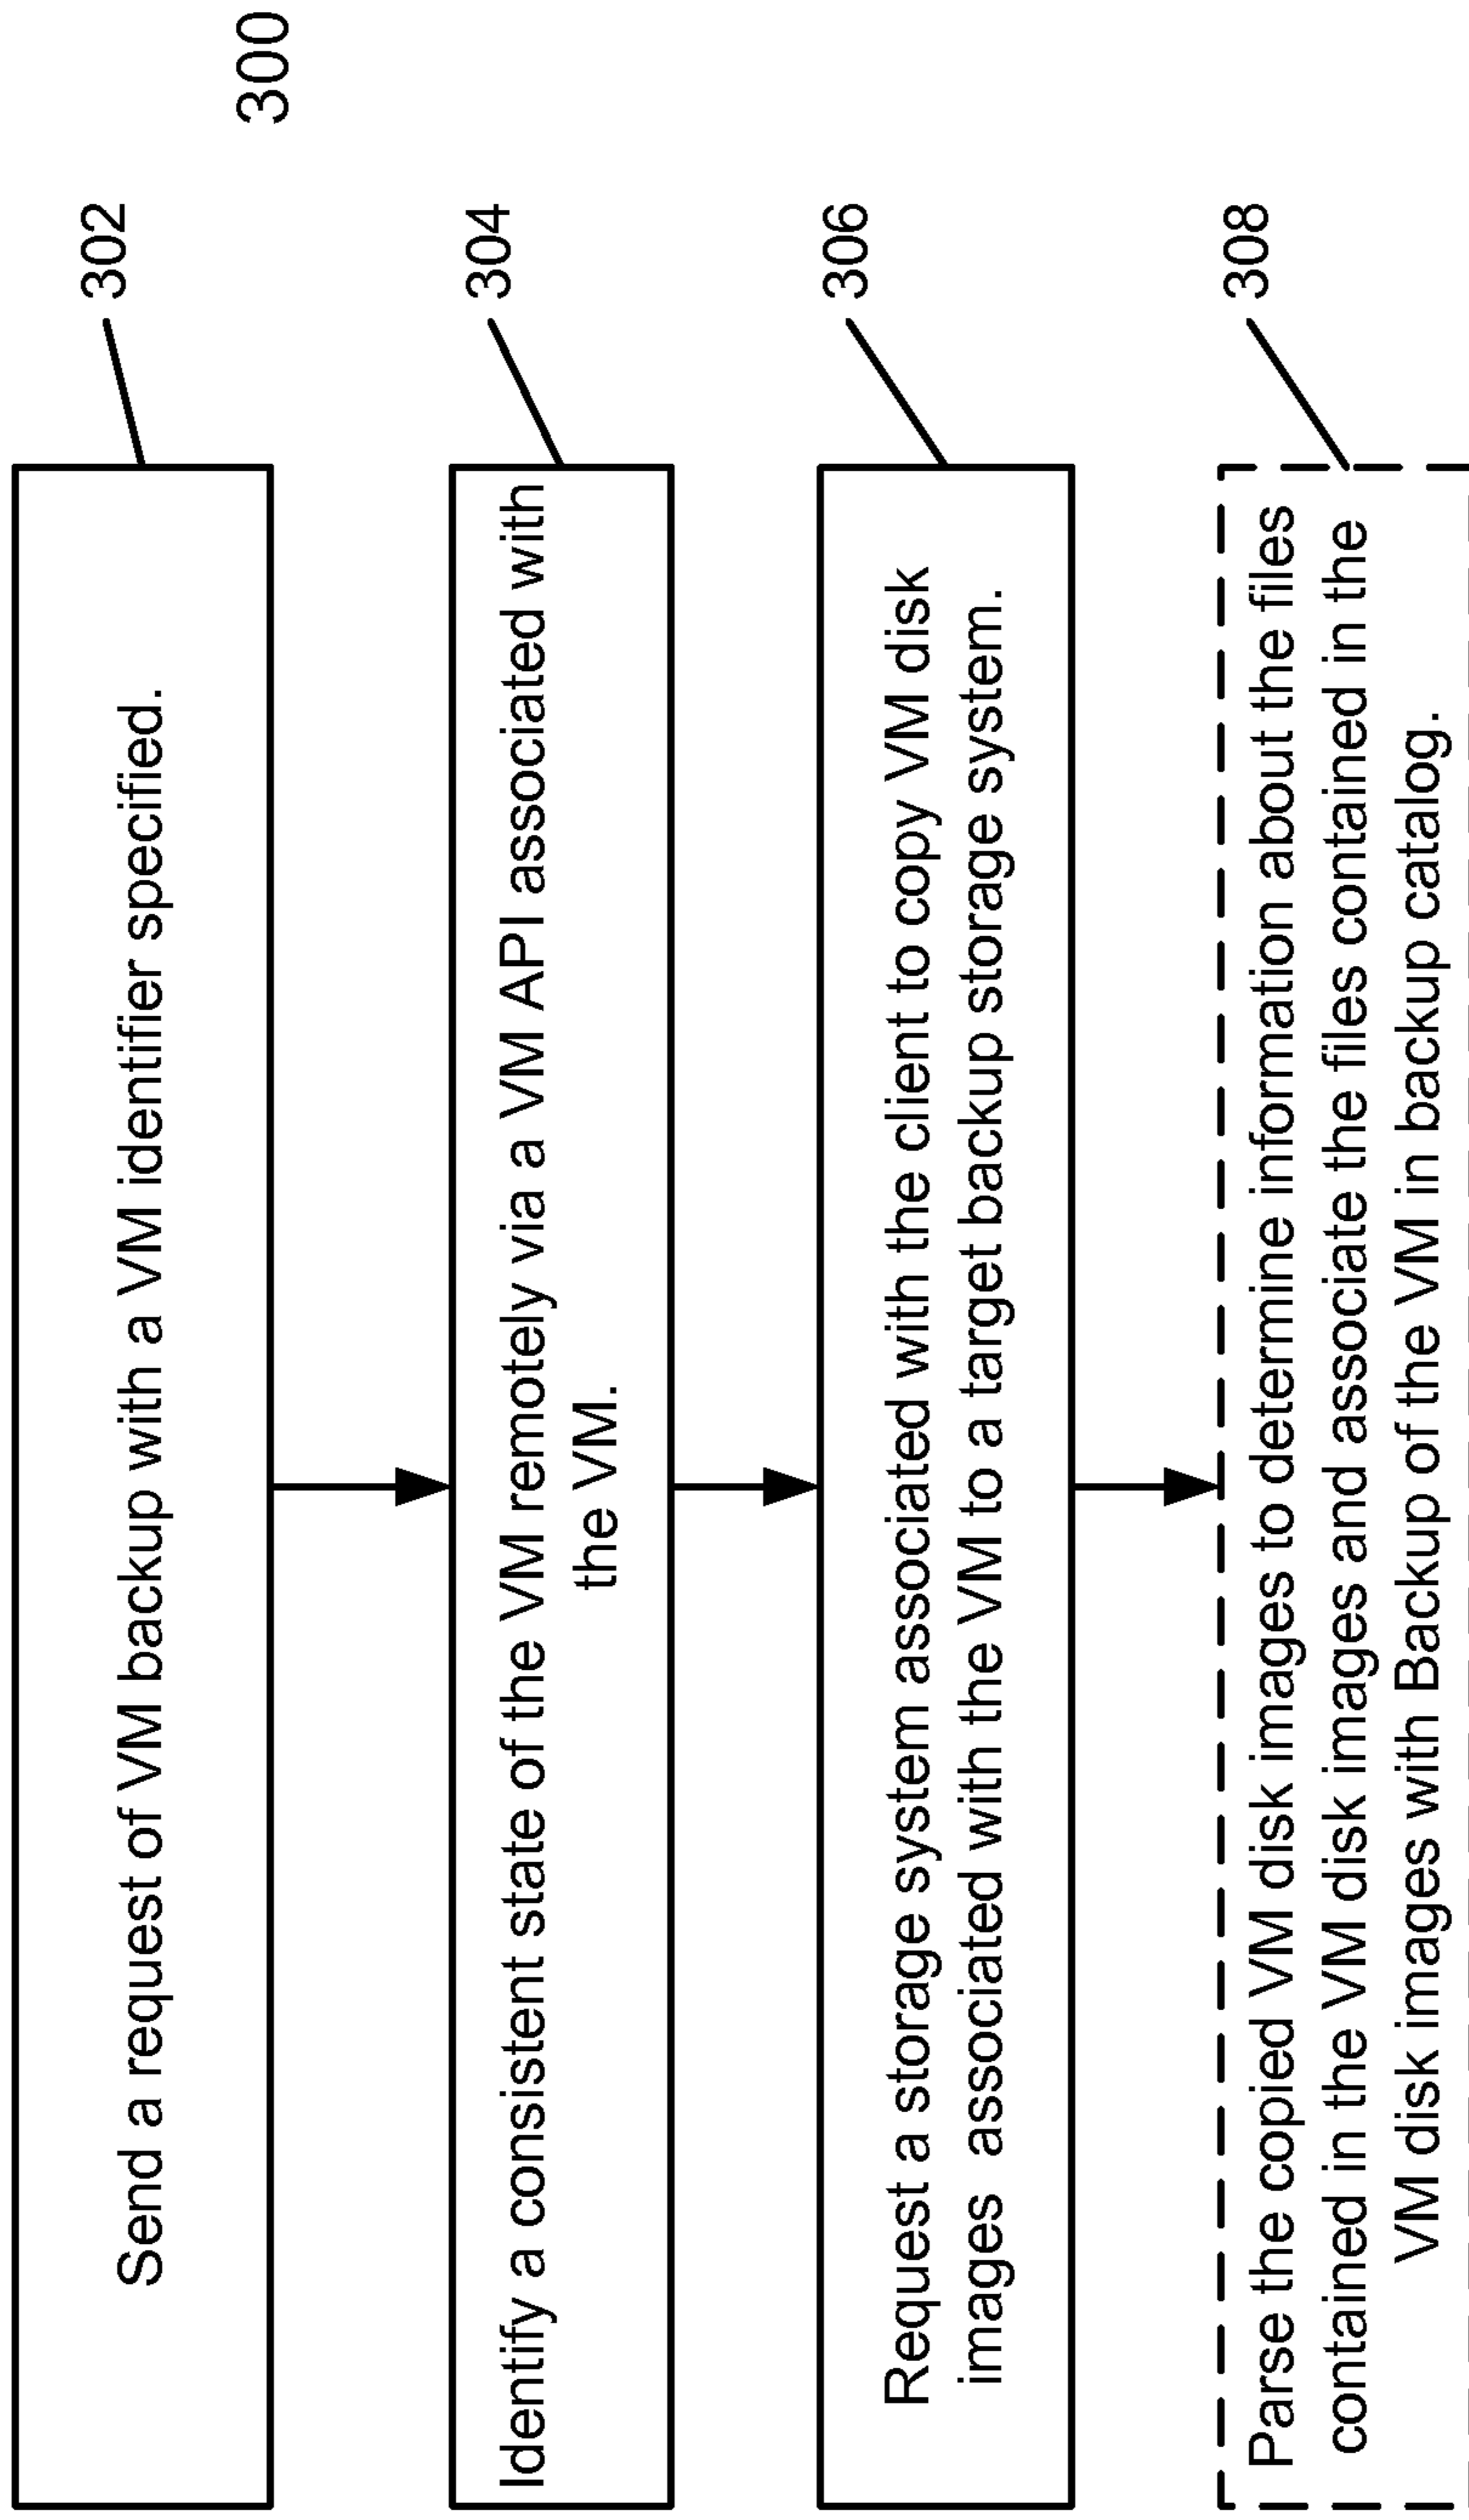 300
302
Send a request of VM backup with a VM identifier specified.
304
Identify a consistent state of the VM remotely via a VM API associated with
the VM.
306
Request a storage system associated with the client to copy VM disk
images associated with the VM to a target backup storage system.
308
Parse the copied VM disk images to determine information about the files
contained in the VM disk images and associate the files contained in the
VM disk images with Backup of the VM in backup catalog.